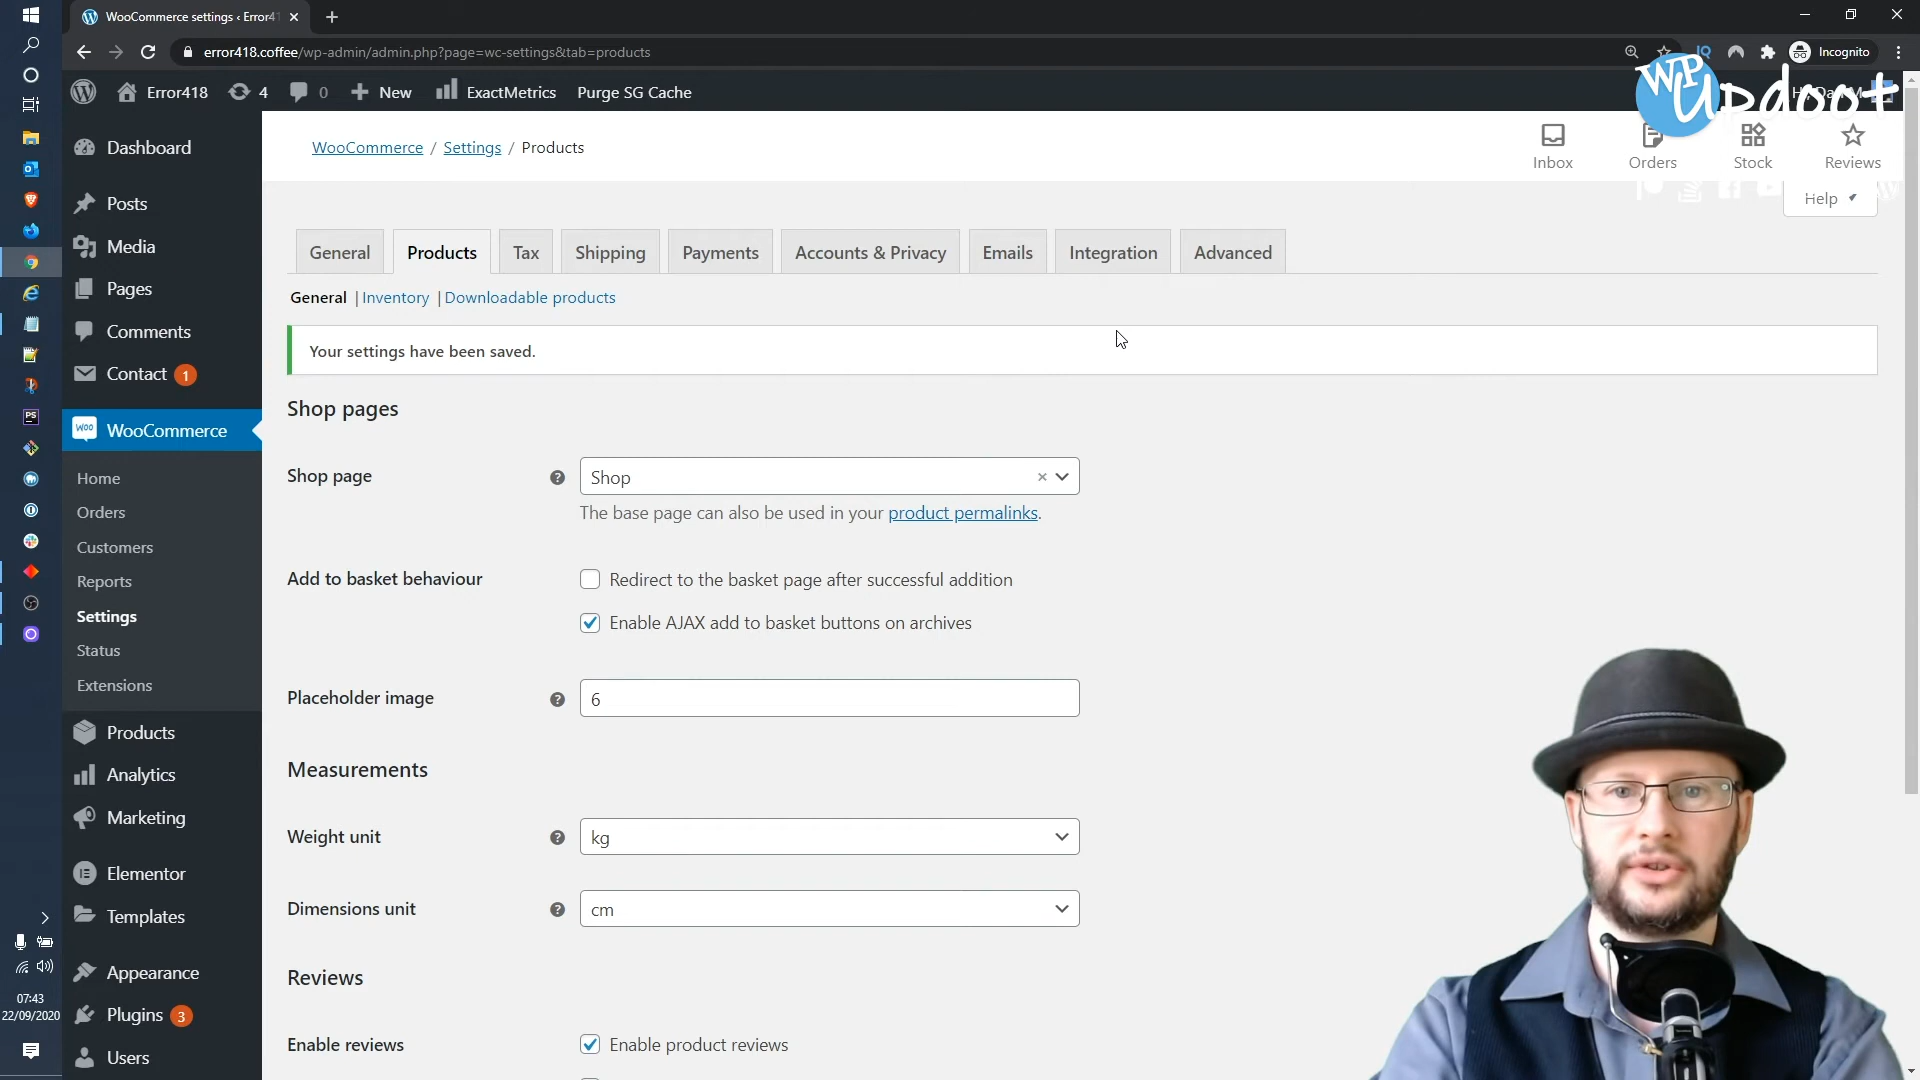 WooCommerce settings ‹ Error41
error418.coffee/wp-admin/admin.php?page=wc-settings&tab=products
Incognito
Error418
4
0
New
ExactMetrics
Purge SG Cache
WP Updoot
Dashboard
Posts
Media
Pages
Comments
Contact 1
WooCommerce
Home
Orders
Customers
Reports
Settings
Status
Extensions
Products
Analytics
Marketing
Elementor
Templates
Appearance
Plugins 3
Users
07:43
22/09/2020
WooCommerce / Settings / Products
Inbox
Orders
Stock
Reviews
Help
General
Products
Tax
Shipping
Payments
Accounts & Privacy
Emails
Integration
Advanced
General | Inventory | Downloadable products
Your settings have been saved.
Shop pages
Shop page
Shop
The base page can also be used in your product permalinks.
Add to basket behaviour
Redirect to the basket page after successful addition
Enable AJAX add to basket buttons on archives
Placeholder image
6
Measurements
Weight unit
kg
Dimensions unit
cm
Reviews
Enable reviews
Enable product reviews